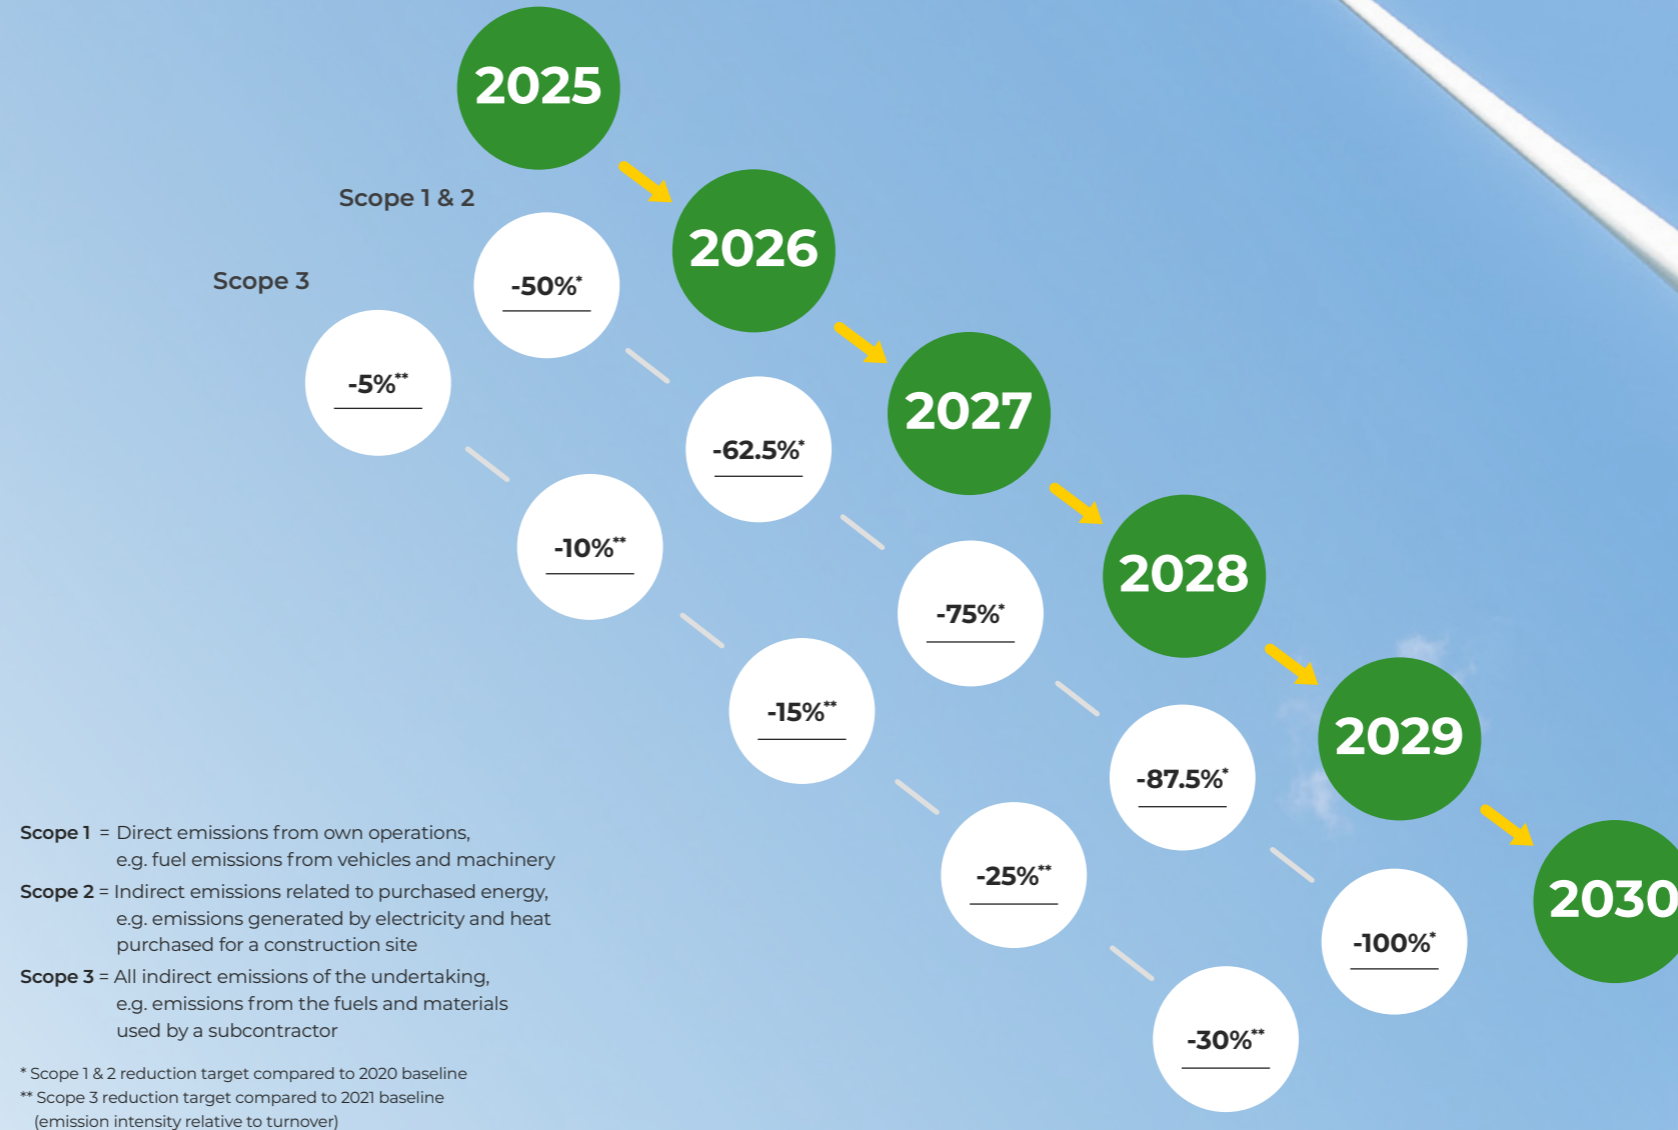 2025
Scope 1 & 2
2026
Scope 3
-50%*
-5%**
2027
-62.5%*
-10%**
2028
-75%*
-15%**
2029
-87.5%*
-25%**
2030
-100%*
-30%**
Scope 1 = Direct emissions from own operations,
e.g. fuel emissions from vehicles and machinery
Scope 2 = Indirect emissions related to purchased energy,
e.g. emissions generated by electricity and heat
purchased for a construction site
Scope 3 = All indirect emissions of the undertaking,
e.g. emissions from the fuels and materials
used by a subcontractor
* Scope 1 & 2 reduction target compared to 2020 baseline
** Scope 3 reduction target compared to 2021 baseline
(emission intensity relative to turnover)